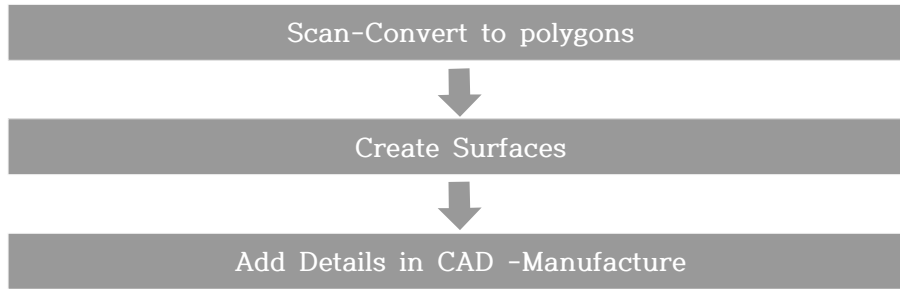 Scan-Convert to polygons
Create Surfaces
Add Details in CAD -Manufacture